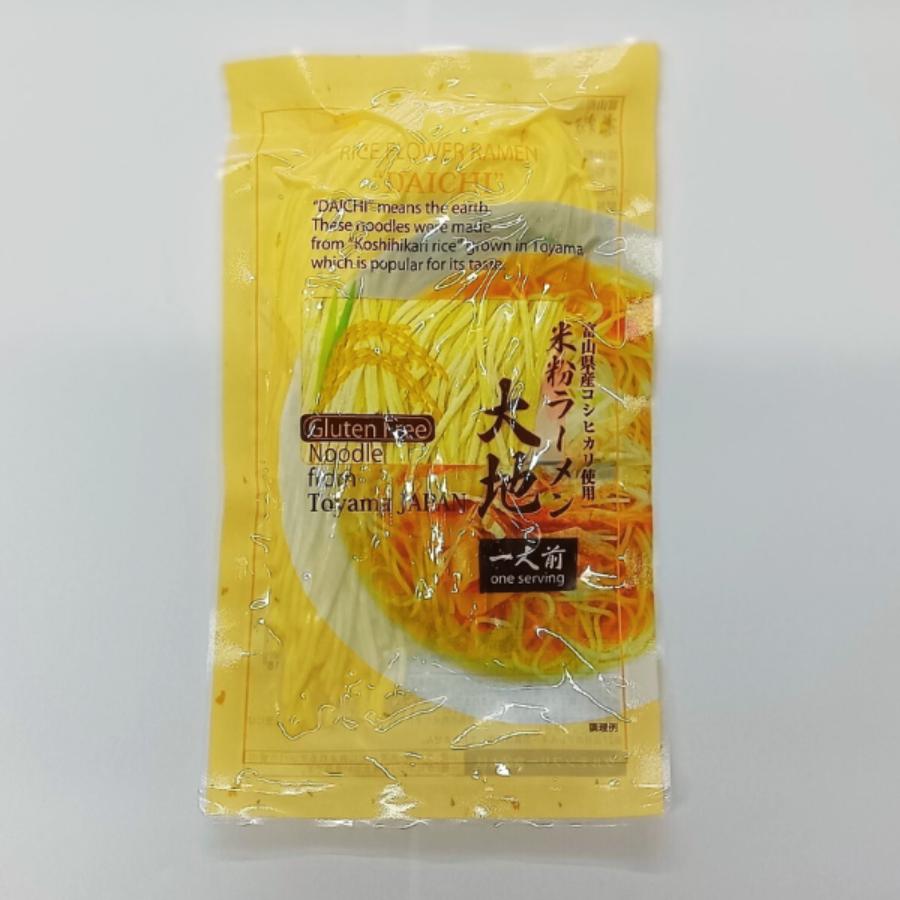 RICE FLOWER RAMEN
"DAICHI"
"DAICHI" means the earth.
These noodles were made
from "Koshihikari rice" grown in Toyama
which is popular for its taste.
富山県産コシヒカリ使用
米粉ラーメン
大地
Gluten Free
Noodle
from
Toyama JAPAN
一人前
one serving
調理例